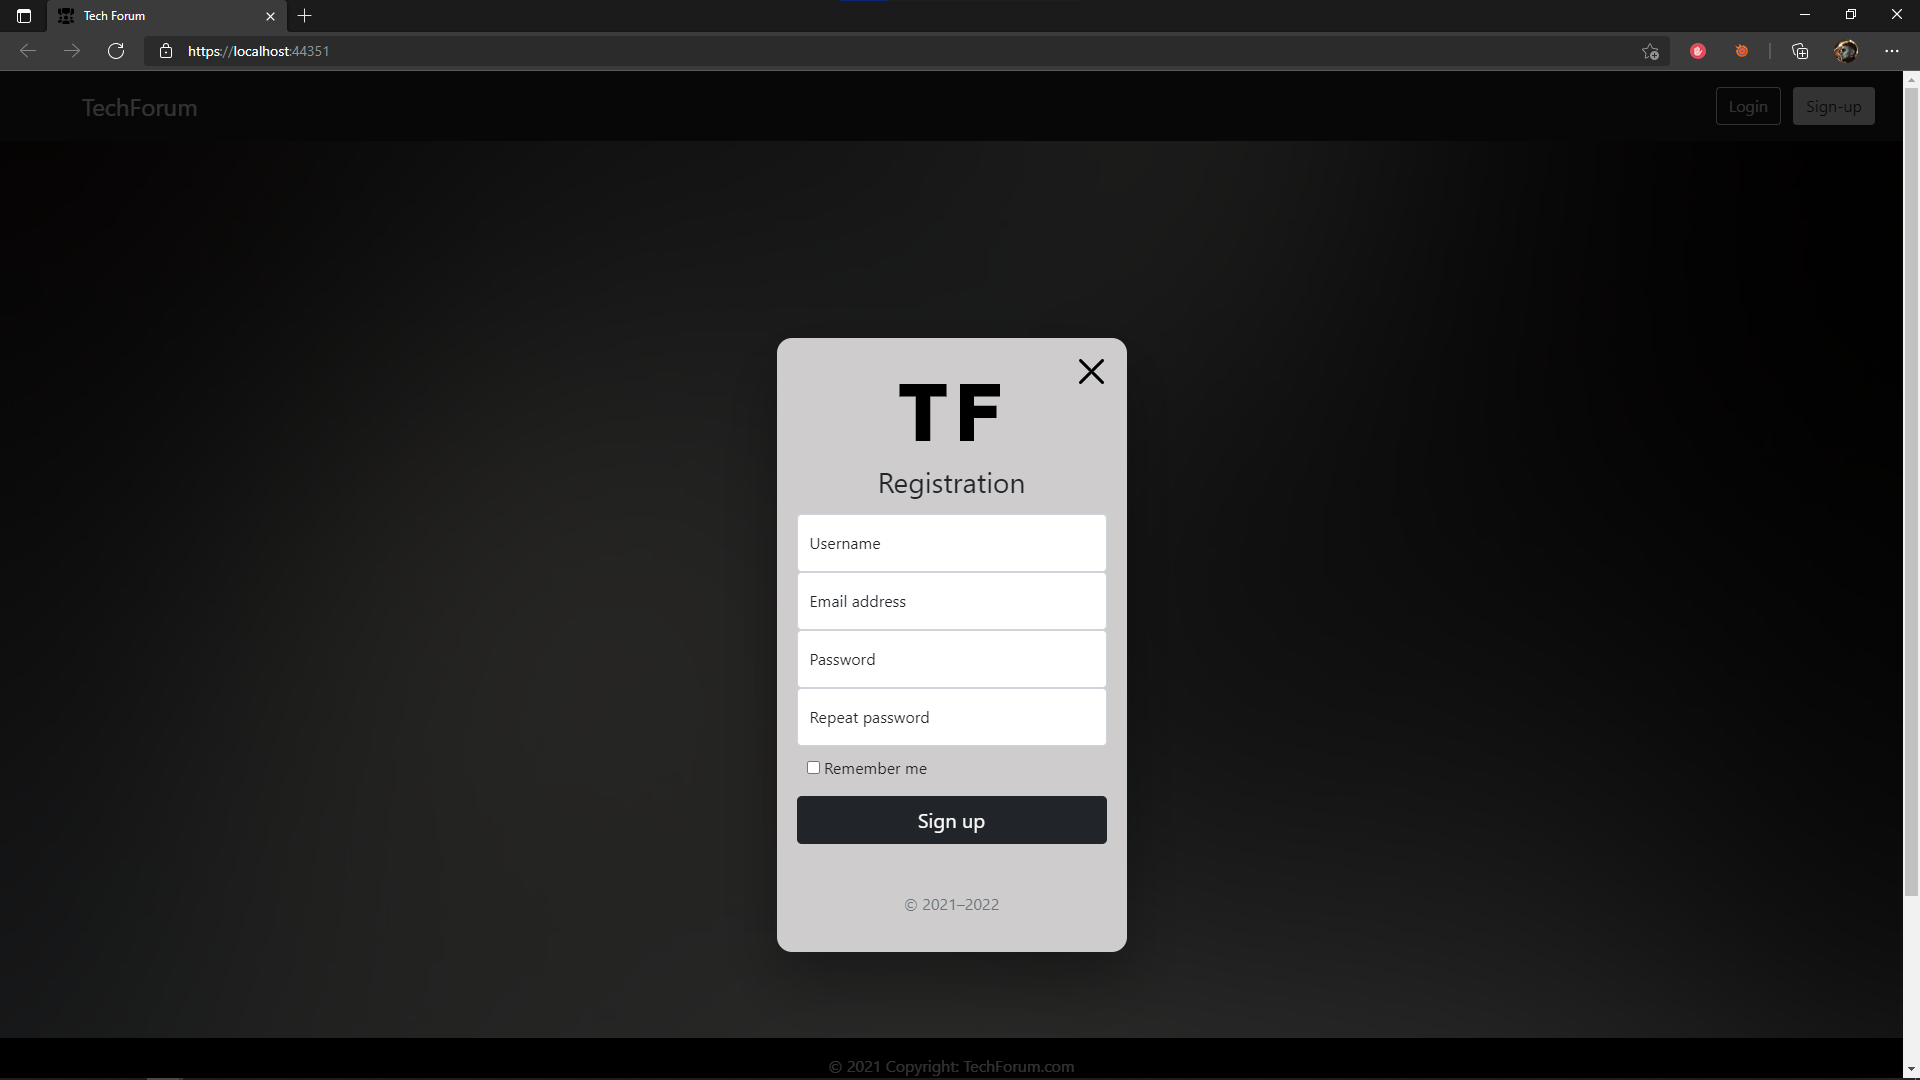 Tech Forum
https://localhost:44351
TechForum
Login
Sign-up
TF
Registration
Username
Email address
Password
Repeat password
Remember me
Sign up
© 2021–2022
© 2021 Copyright: TechForum.com